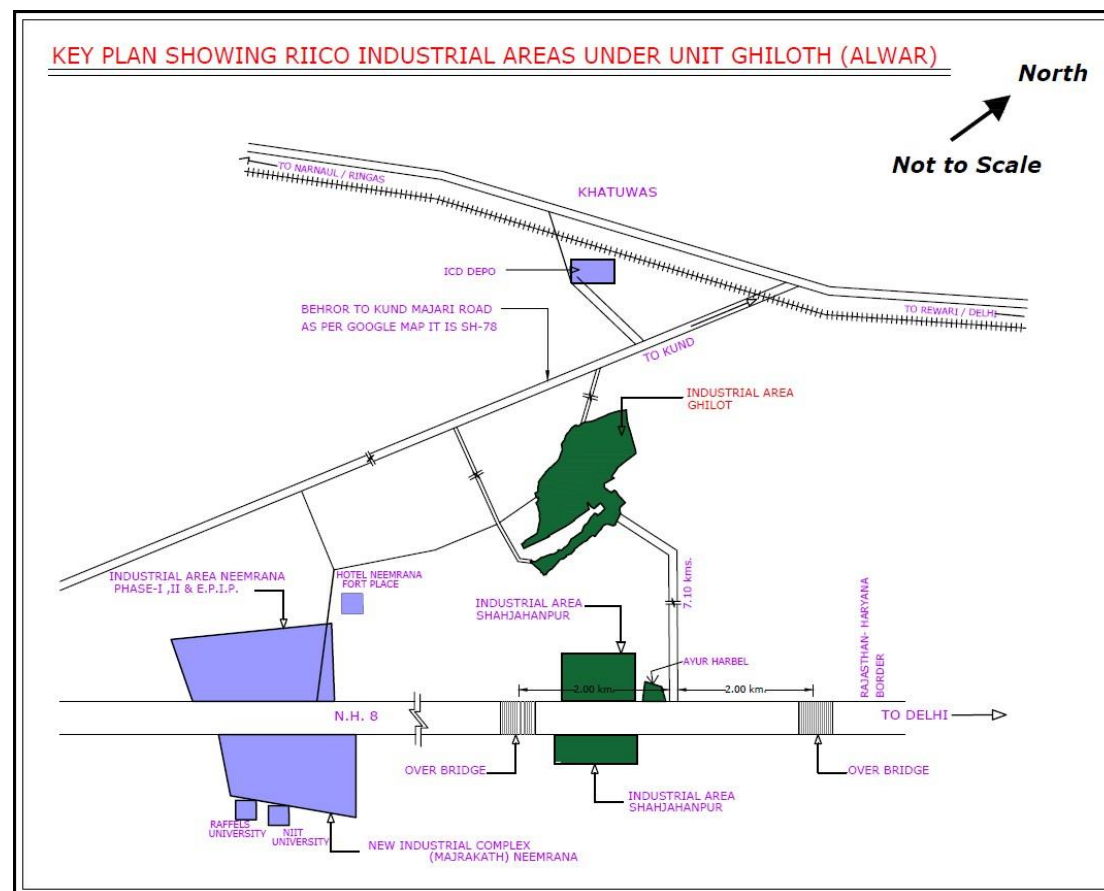 KEY PLAN SHOWING RIICO INDUSTRIAL AREAS UNDER UNIT GHILOTH (ALWAR)
North
Not to Scale
TO NARNAUL / RINGAS
KHATUWAS
ICD DEPO
BEHROR TO KUND MAJARI ROAD
AS PER GOOGLE MAP IT IS SH-78
TO REWARI / DELHI
TO KUND
INDUSTRIAL AREA
GHILOT
INDUSTRIAL AREA NEEMRANA
PHASE-I ,II & E.P.I.P.
HOTEL NEEMRANA
FORT PLACE
INDUSTRIAL AREA
SHAHJAHANPUR
7.10 kms.
AYUR HARBEL
RAJASTHAN- HARYANA
BORDER
2.00 km.
2.00 km.
N.H. 8
TO DELHI
OVER BRIDGE
OVER BRIDGE
INDUSTRIAL AREA
SHAHJAHANPUR
RAFFELS
UNIVERSITY
NIIT
UNIVERSITY
NEW INDUSTRIAL COMPLEX
(MAJRAKATH) NEEMRANA